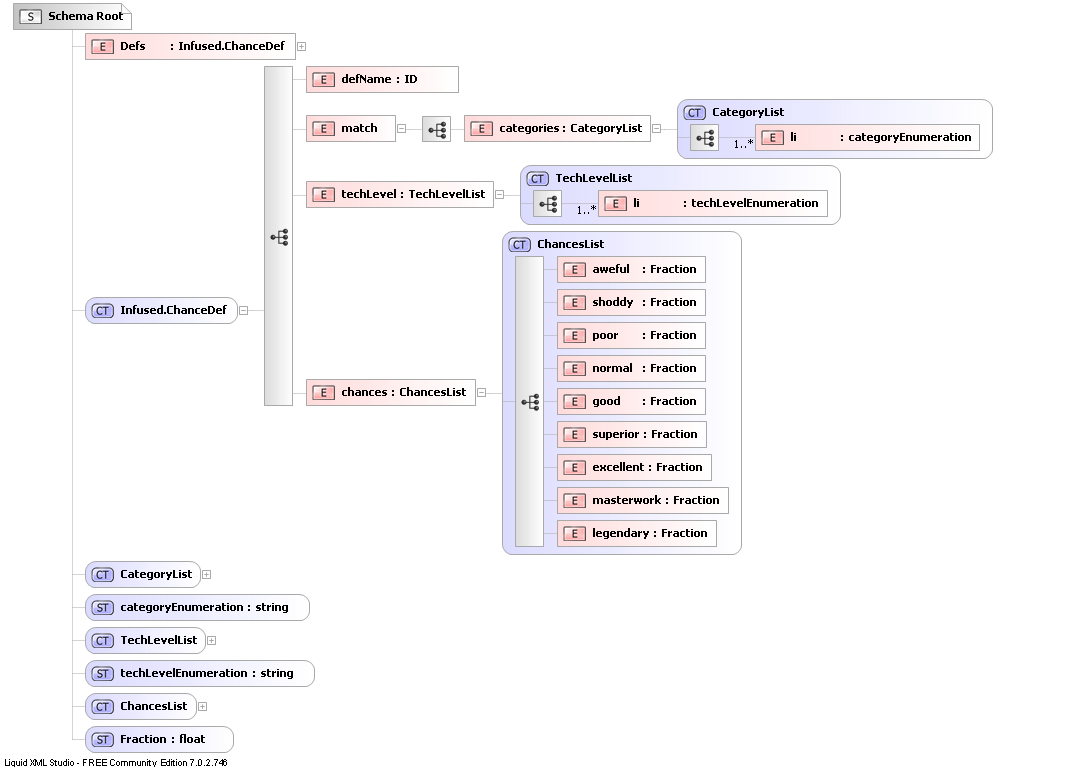 S Schema Root
E Defs : Infused.ChanceDef
E defName : ID
E match
E categories : CategoryList
CT CategoryList
1..* E li : categoryEnumeration
E techLevel : TechLevelList
CT TechLevelList
1..* E li : techLevelEnumeration
CT Infused.ChanceDef
E chances : ChancesList
CT ChancesList
E aweful : Fraction
E shoddy : Fraction
E poor : Fraction
E normal : Fraction
E good : Fraction
E superior : Fraction
E excellent : Fraction
E masterwork : Fraction
E legendary : Fraction
CT CategoryList
ST categoryEnumeration : string
CT TechLevelList
ST techLevelEnumeration : string
CT ChancesList
ST Fraction : float
Liquid XML Studio - FREE Community Edition 7.0.2.746